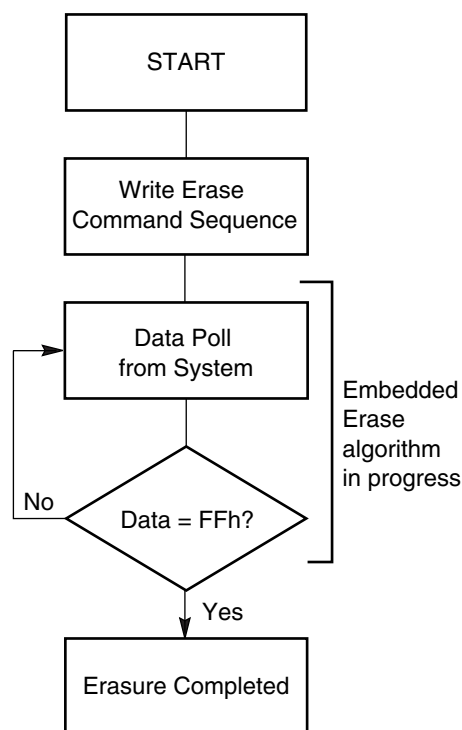 START
Write Erase
Command Sequence
Data Poll
from System
Embedded
Erase
algorithm
in progress
No
Data = FFh?
Yes
Erasure Completed